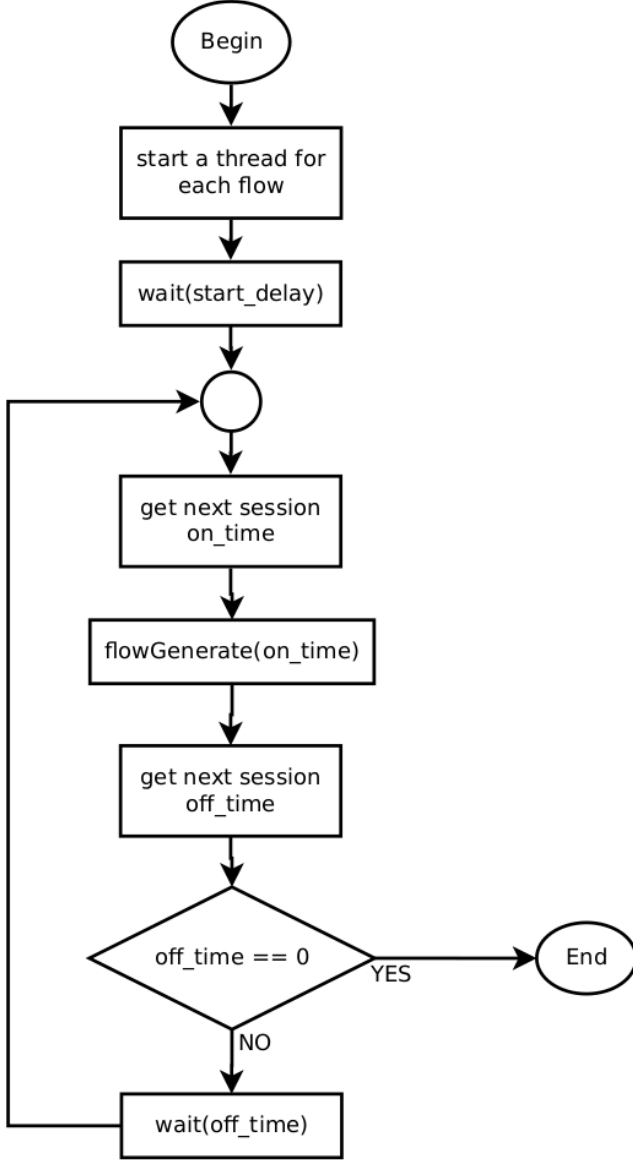 Begin
start a thread for
each flow
wait(start_delay)
get next session
on_time
flowGenerate(on_time)
get next session
off_time
off_time == 0
YES
End
NO
wait(off_time)